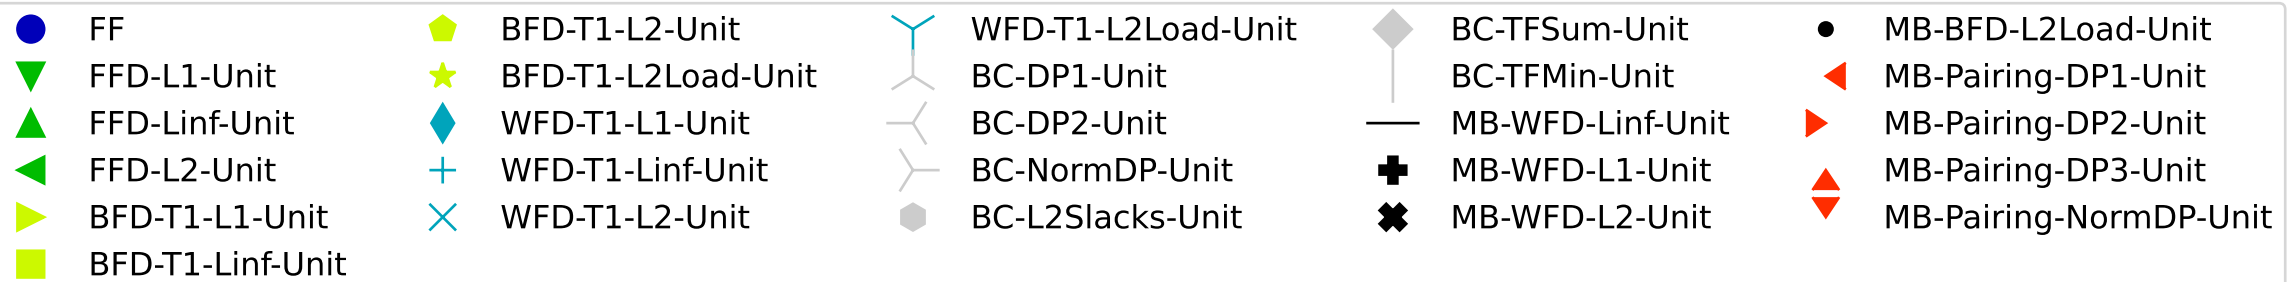 FF
FFD-L1-Unit
FFD-Linf-Unit
FFD-L2-Unit
BFD-T1-L1-Unit
BFD-T1-Linf-Unit
BFD-T1-L2-Unit
BFD-T1-L2Load-Unit
WFD-T1-L1-Unit
WFD-T1-Linf-Unit
WFD-T1-L2-Unit
WFD-T1-L2Load-Unit
BC-DP1-Unit
BC-DP2-Unit
BC-NormDP-Unit
BC-L2Slacks-Unit
BC-TFSum-Unit
BC-TFMin-Unit
MB-WFD-Linf-Unit
MB-WFD-L1-Unit
MB-WFD-L2-Unit
MB-BFD-L2Load-Unit
MB-Pairing-DP1-Unit
MB-Pairing-DP2-Unit
MB-Pairing-DP3-Unit
MB-Pairing-NormDP-Unit